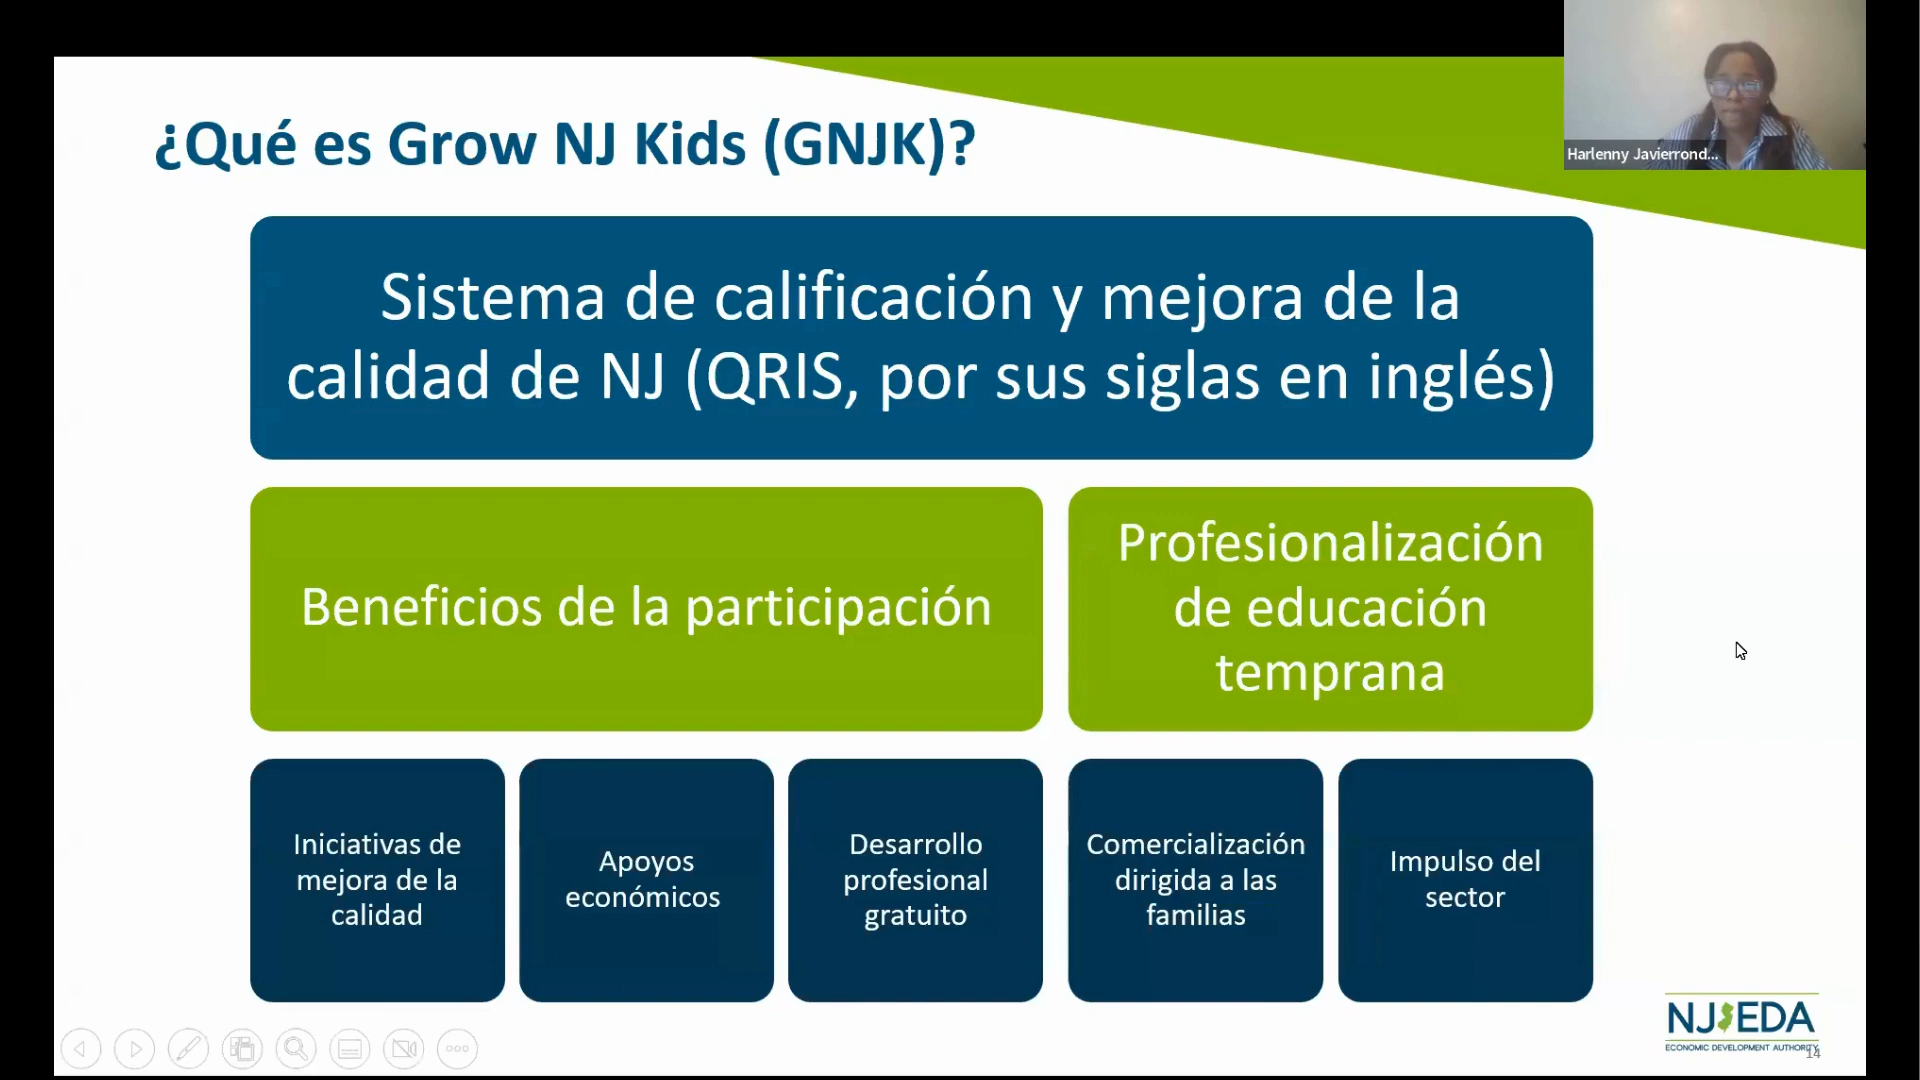 Harlenny Javierrond...
¿Qué es Grow NJ Kids (GNJK)?
Sistema de calificación y mejora de la
calidad de NJ (QRIS, por sus siglas en inglés)
Beneficios de la participación
Profesionalización
de educación
temprana
Iniciativas de
mejora de la
calidad
Apoyos
económicos
Desarrollo
profesional
gratuito
Comercialización
dirigida a las
familias
Impulso del
sector
NJEDA
ECONOMIC DEVELOPMENT AUTHORITY
14